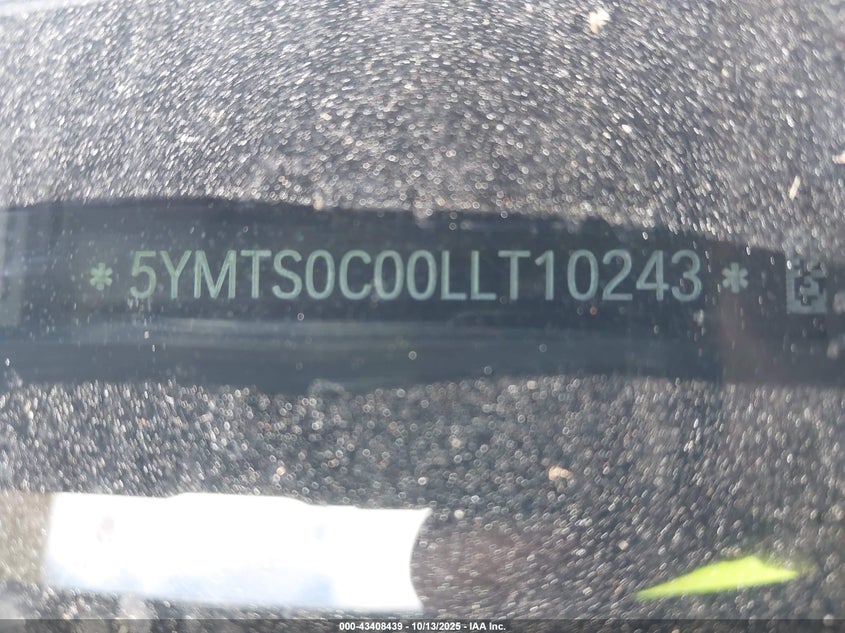 * 5YMTS0C00LLT10243 *
000-43408439 - 10/13/2025 - IAA Inc.